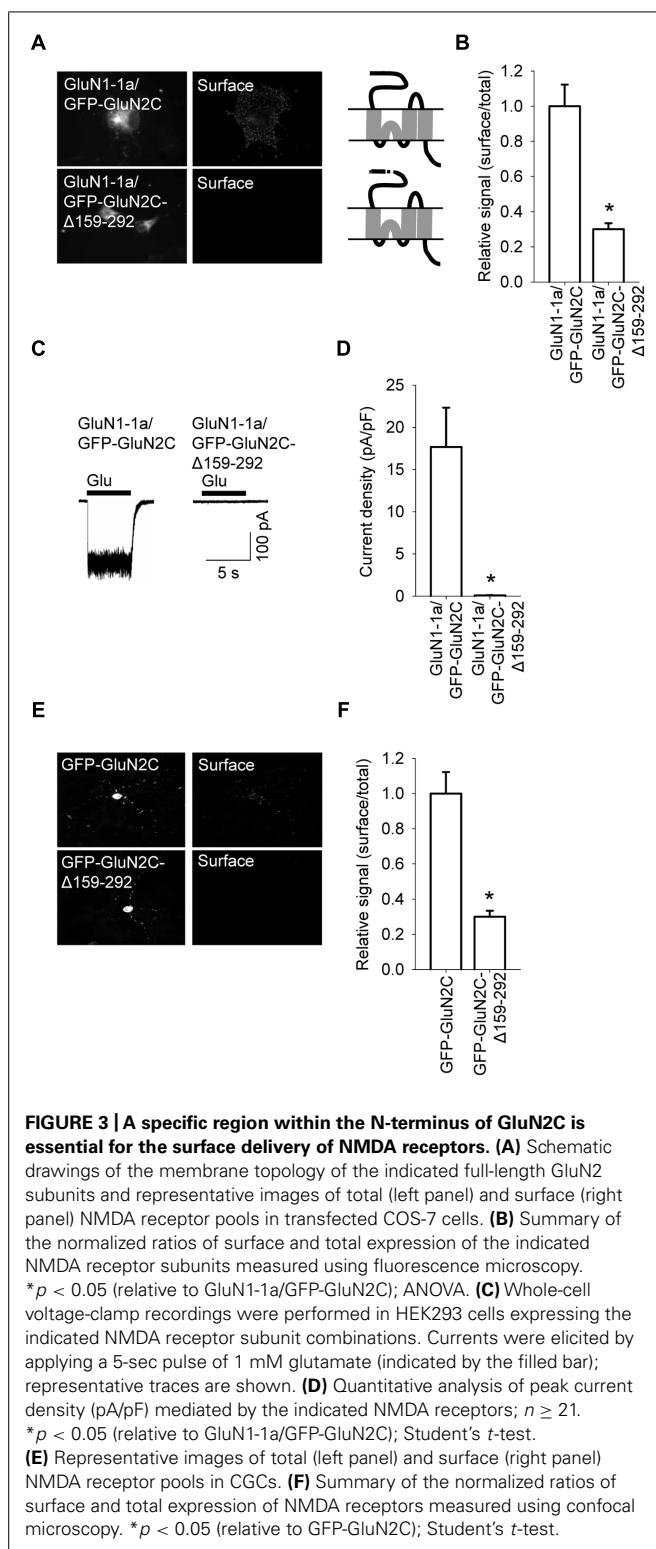 A
GluN1-1a/
GFP-GluN2C
Surface
GluN1-1a/
GFP-GluN2C-
Δ159-292
Surface
B
Relative signal (surface/total)
1.2
1.0
0.8
0.6
0.4
0.2
0.0
*
GluN1-1a/
GFP-GluN2C
GluN1-1a/
GFP-GluN2C-
Δ159-292
C
GluN1-1a/
GFP-GluN2C
Glu
GluN1-1a/
GFP-GluN2C-
Δ159-292
Glu
100 pA
5 s
D
Current density (pA/pF)
25
20
15
10
5
0
*
GluN1-1a/
GFP-GluN2C
GluN1-1a/
GFP-GluN2C-
Δ159-292
E
GFP-GluN2C
Surface
GFP-GluN2C-
Δ159-292
Surface
F
Relative signal (surface/total)
1.2
1.0
0.8
0.6
0.4
0.2
0.0
*
GFP-GluN2C
GFP-GluN2C-
Δ159-292
FIGURE 3 | A specific region within the N-terminus of GluN2C is
essential for the surface delivery of NMDA receptors. (A) Schematic
drawings of the membrane topology of the indicated full-length GluN2
subunits and representative images of total (left panel) and surface (right
panel) NMDA receptor pools in transfected COS-7 cells. (B) Summary of
the normalized ratios of surface and total expression of the indicated
NMDA receptor subunits measured using fluorescence microscopy.
*p < 0.05 (relative to GluN1-1a/GFP-GluN2C); ANOVA. (C) Whole-cell
voltage-clamp recordings were performed in HEK293 cells expressing the
indicated NMDA receptor subunit combinations. Currents were elicited by
applying a 5-sec pulse of 1 mM glutamate (indicated by the filled bar);
representative traces are shown. (D) Quantitative analysis of peak current
density (pA/pF) mediated by the indicated NMDA receptors; n ≥ 21.
*p < 0.05 (relative to GluN1-1a/GFP-GluN2C); Student's t-test.
(E) Representative images of total (left panel) and surface (right panel)
NMDA receptor pools in CGCs. (F) Summary of the normalized ratios of
surface and total expression of NMDA receptors measured using confocal
microscopy. *p < 0.05 (relative to GFP-GluN2C); Student's t-test.